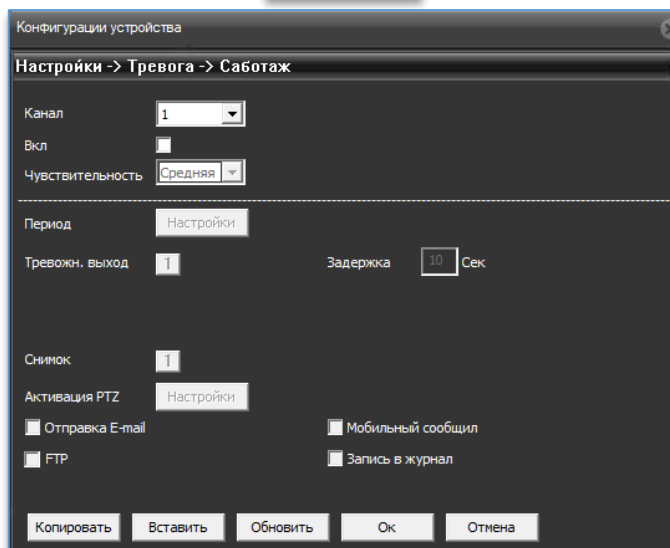 Конфигурации устройства
Настройки -> Тревога -> Саботаж
Канал 1
Вкл
Чувствительность Средняя
Период Настройки
Тревожн. выход 1 Задержка 10 Сек
Снимок 1
Активация PTZ Настройки
Отправка E-mail Мобильный сообщил
FTP Запись в журнал
Копировать Вставить Обновить Ок Отмена